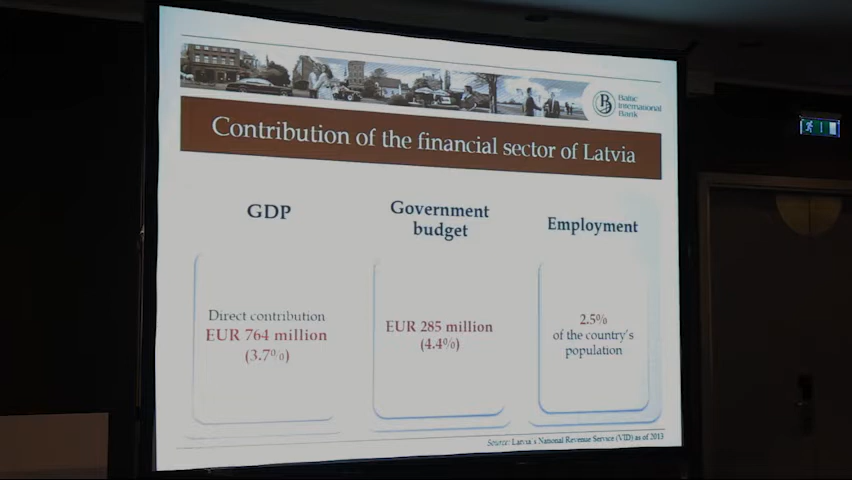 Baltic
International
Bank
Contribution of the financial sector of Latvia
GDP
Direct contribution
EUR 764 million
(3.7%)
Government
budget
EUR 285 million
(4.4%)
Employment
2.5%
of the country's
population
Source: Latvia's National Revenue Service (VID) as of 2013